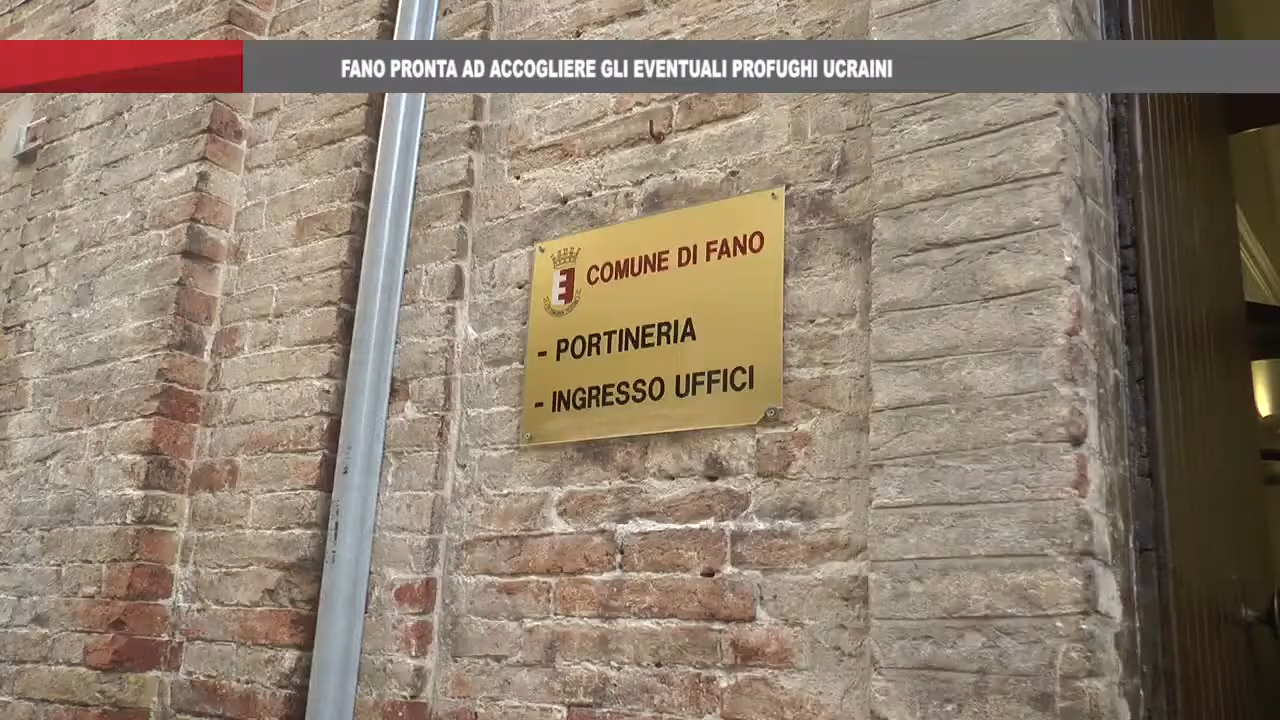 FANO PRONTA AD ACCOGLIERE GLI EVENTUALI PROFUGHI UCRAINI
COMUNE DI FANO
- PORTINERIA
- INGRESSO UFFICI